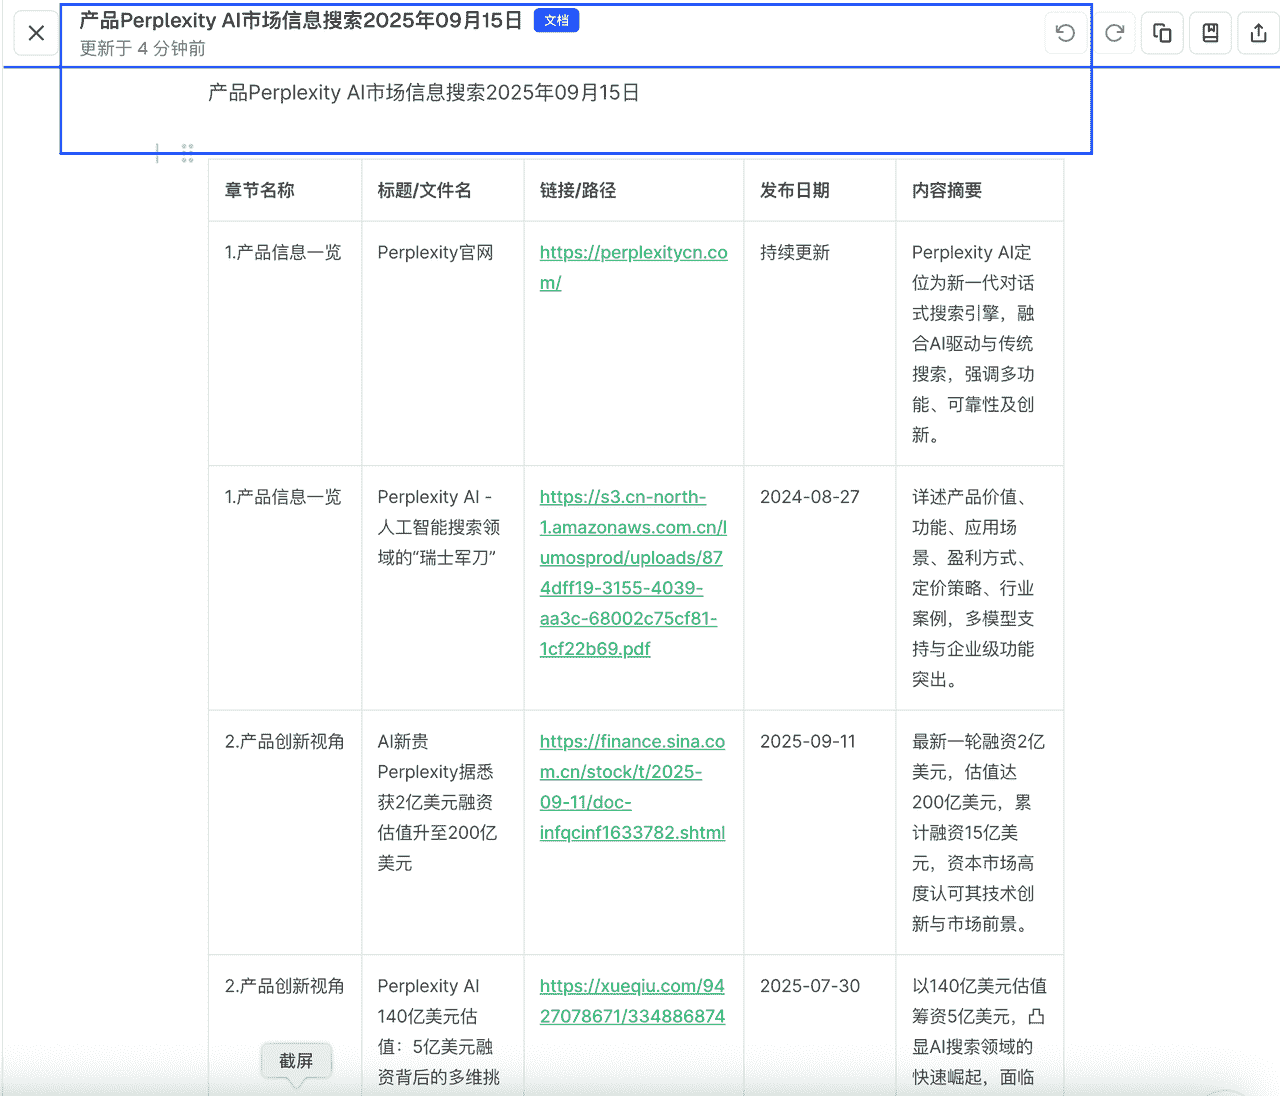 产品Perplexity AI市场信息搜索2025年09月15日 文档
更新于 4 分钟前
产品Perplexity AI市场信息搜索2025年09月15日
章节名称 标题/文件名 链接/路径 发布日期 内容摘要
1.产品信息一览 Perplexity官网 https://perplexitycn.co 持续更新 Perplexity AI定
m/ 位为新一代对话
式搜索引擎，融
合AI驱动与传统
搜索，强调多功
能、可靠性及创
新。
1.产品信息一览 Perplexity AI - https://s3.cn-north- 2024-08-27 详述产品价值、
人工智能搜索领 1.amazonaws.com.cn/l 功能、应用场
域的“瑞士军刀” umosprod/uploads/87 景、盈利方式、
4dff19-3155-4039- 定价策略、行业
aa3c-68002c75cf81- 案例，多模型支
1cf22b69.pdf 持与企业级功能
突出。
2.产品创新视角 AI新贵 https://finance.sina.co 2025-09-11 最新一轮融资2亿
Perplexity据悉 m.cn/stock/t/2025- 美元，估值达
获2亿美元融资 09-11/doc- 200亿美元，累
估值升至200亿 infqcinf1633782.shtml 计融资15亿美
美元 元，资本市场高
度认可其技术创
新与市场前景。
2.产品创新视角 Perplexity AI https://xueqiu.com/94 2025-07-30 以140亿美元估值
140亿美元估 27078671/334886874 筹资5亿美元，凸
值：5亿美元融 显AI搜索领域的
资背后的多维挑 快速崛起，面临
截屏